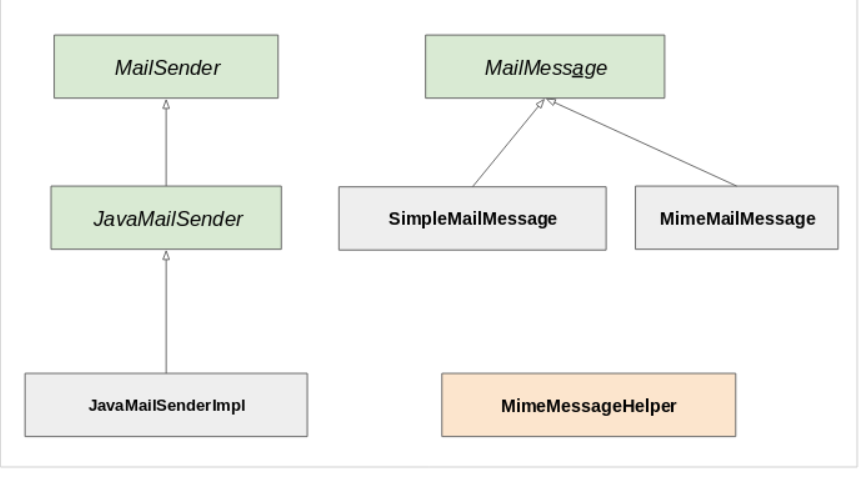 MailSender
MailMessage
JavaMailSender
SimpleMailMessage
MimeMailMessage
JavaMailSenderImpl
MimeMessageHelper